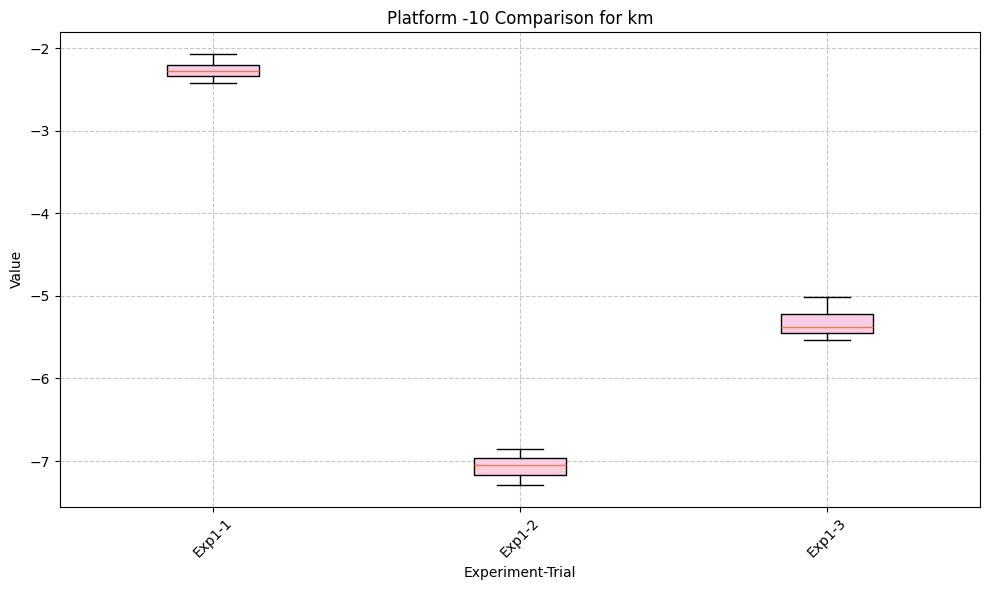 Platform -10 Comparison for km
Value
−2
−3
−4
−5
−6
−7
Exp1-1
Exp1-2
Exp1-3
Experiment-Trial